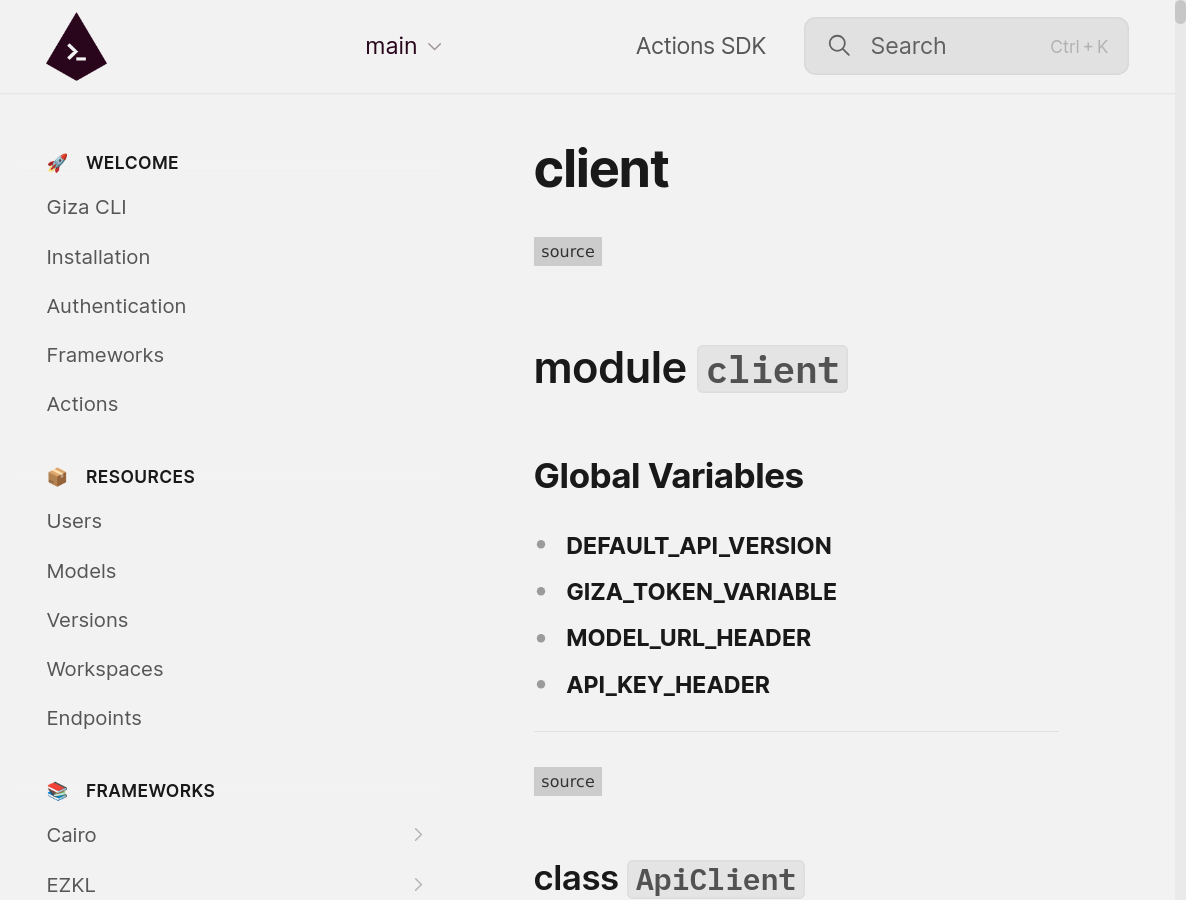 main
Actions SDK
Search
Ctrl + K
WELCOME
Giza CLI
Installation
Authentication
Frameworks
Actions
RESOURCES
Users
Models
Versions
Workspaces
Endpoints
FRAMEWORKS
Cairo
EZKL
client
source
module client
Global Variables
DEFAULT_API_VERSION
GIZA_TOKEN_VARIABLE
MODEL_URL_HEADER
API_KEY_HEADER
source
class ApiClient